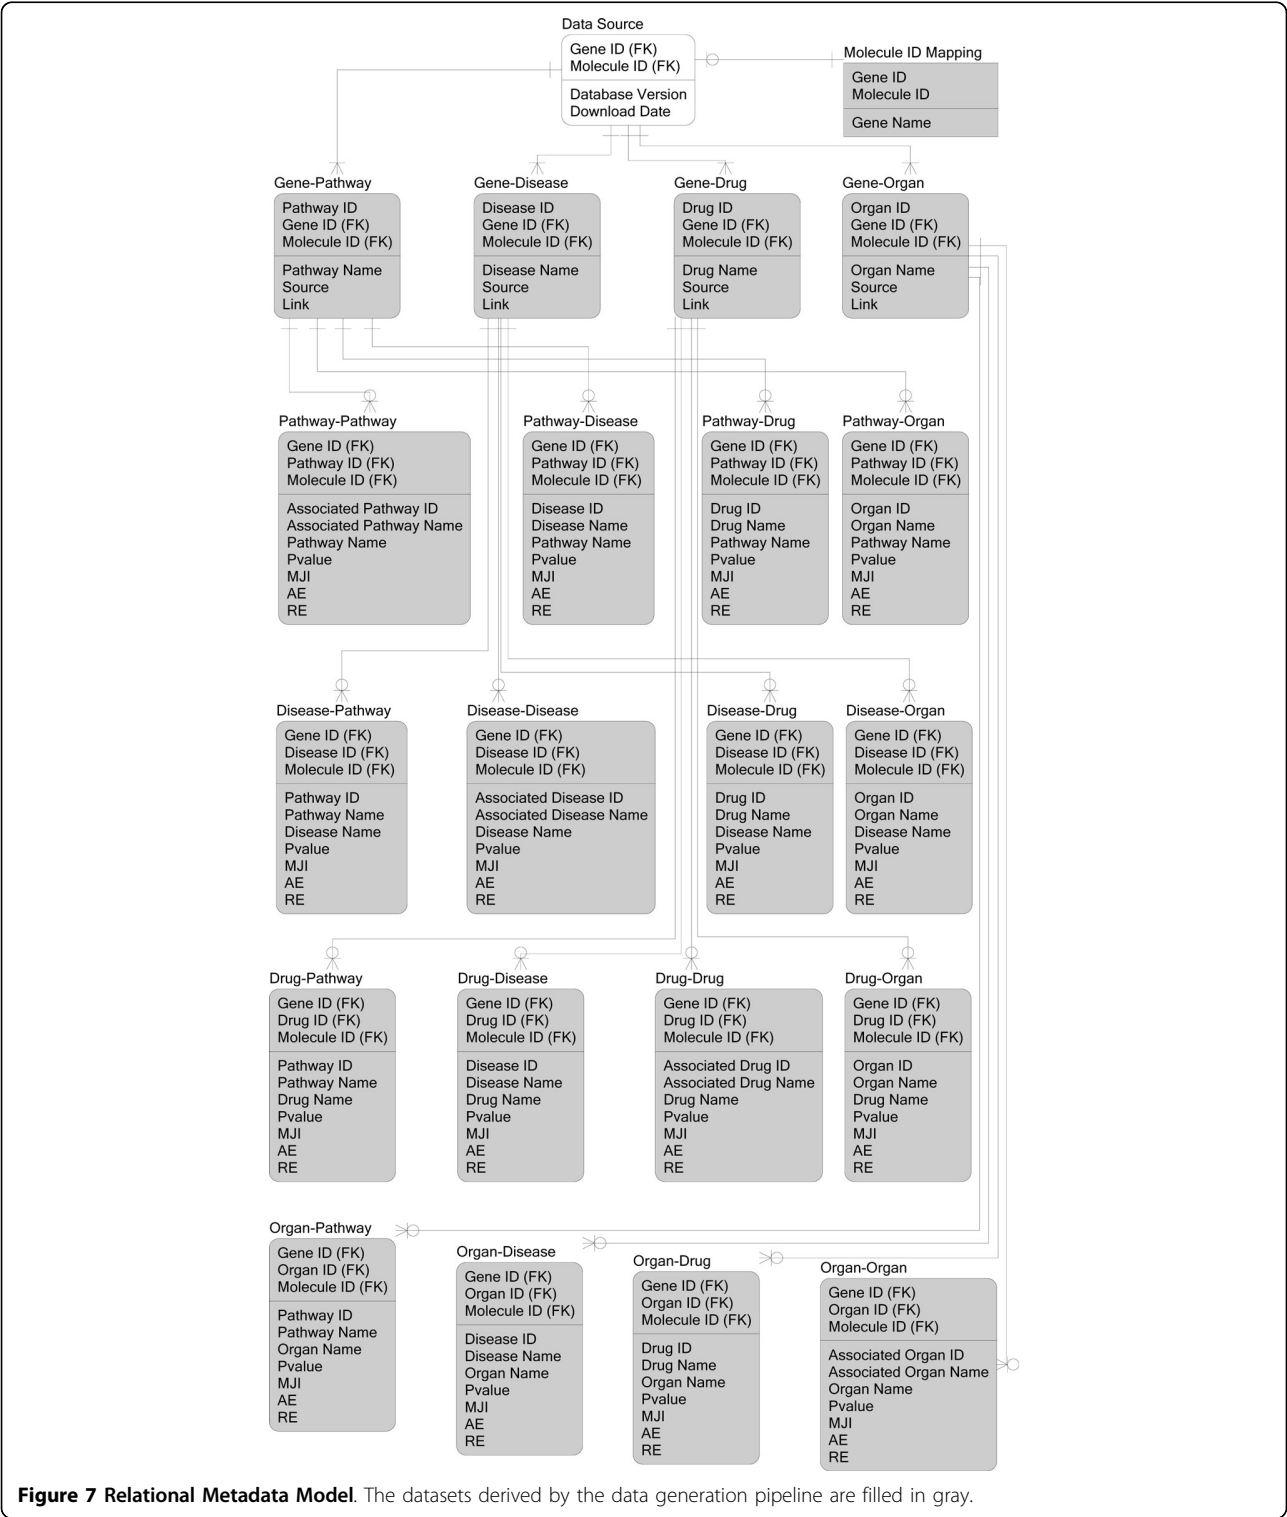 Data Source
Gene ID (FK)
Molecule ID (FK)
Database Version
Download Date
Molecule ID Mapping
Gene ID
Molecule ID
Gene Name
Gene-Pathway
Pathway ID
Gene ID (FK)
Molecule ID (FK)
Pathway Name
Source
Link
Gene-Disease
Disease ID
Gene ID (FK)
Molecule ID (FK)
Disease Name
Source
Link
Gene-Drug
Drug ID
Gene ID (FK)
Molecule ID (FK)
Drug Name
Source
Link
Gene-Organ
Organ ID
Gene ID (FK)
Molecule ID (FK)
Organ Name
Source
Link
Pathway-Pathway
Gene ID (FK)
Pathway ID (FK)
Molecule ID (FK)
Associated Pathway ID
Associated Pathway Name
Pathway Name
Pvalue
MJI
AE
RE
Pathway-Disease
Gene ID (FK)
Pathway ID (FK)
Molecule ID (FK)
Disease ID
Disease Name
Pathway Name
Pvalue
MJI
AE
RE
Pathway-Drug
Gene ID (FK)
Pathway ID (FK)
Molecule ID (FK)
Drug ID
Drug Name
Pathway Name
Pvalue
MJI
AE
RE
Pathway-Organ
Gene ID (FK)
Pathway ID (FK)
Molecule ID (FK)
Organ ID
Organ Name
Pathway Name
Pvalue
MJI
AE
RE
Disease-Pathway
Gene ID (FK)
Disease ID (FK)
Molecule ID (FK)
Pathway ID
Pathway Name
Disease Name
Pvalue
MJI
AE
RE
Disease-Disease
Gene ID (FK)
Disease ID (FK)
Molecule ID (FK)
Associated Disease ID
Associated Disease Name
Disease Name
Pvalue
MJI
AE
RE
Disease-Drug
Gene ID (FK)
Disease ID (FK)
Molecule ID (FK)
Drug ID
Drug Name
Disease Name
Pvalue
MJI
AE
RE
Disease-Organ
Gene ID (FK)
Disease ID (FK)
Molecule ID (FK)
Organ ID
Organ Name
Disease Name
Pvalue
MJI
AE
RE
Drug-Pathway
Gene ID (FK)
Drug ID (FK)
Molecule ID (FK)
Pathway ID
Pathway Name
Drug Name
Pvalue
MJI
AE
RE
Drug-Disease
Gene ID (FK)
Drug ID (FK)
Molecule ID (FK)
Disease ID
Disease Name
Drug Name
Pvalue
MJI
AE
RE
Drug-Drug
Gene ID (FK)
Drug ID (FK)
Molecule ID (FK)
Associated Drug ID
Associated Drug Name
Drug Name
Pvalue
MJI
AE
RE
Drug-Organ
Gene ID (FK)
Drug ID (FK)
Molecule ID (FK)
Organ ID
Organ Name
Drug Name
Pvalue
MJI
AE
RE
Organ-Pathway
Gene ID (FK)
Organ ID (FK)
Molecule ID (FK)
Pathway ID
Pathway Name
Organ Name
Pvalue
MJI
AE
RE
Organ-Disease
Gene ID (FK)
Organ ID (FK)
Molecule ID (FK)
Disease ID
Disease Name
Organ Name
Pvalue
MJI
AE
RE
Organ-Drug
Gene ID (FK)
Organ ID (FK)
Molecule ID (FK)
Drug ID
Drug Name
Organ Name
Pvalue
MJI
AE
RE
Organ-Organ
Gene ID (FK)
Organ ID (FK)
Molecule ID (FK)
Associated Organ ID
Associated Organ Name
Organ Name
Pvalue
MJI
AE
RE
Figure 7 Relational Metadata Model. The datasets derived by the data generation pipeline are filled in gray.